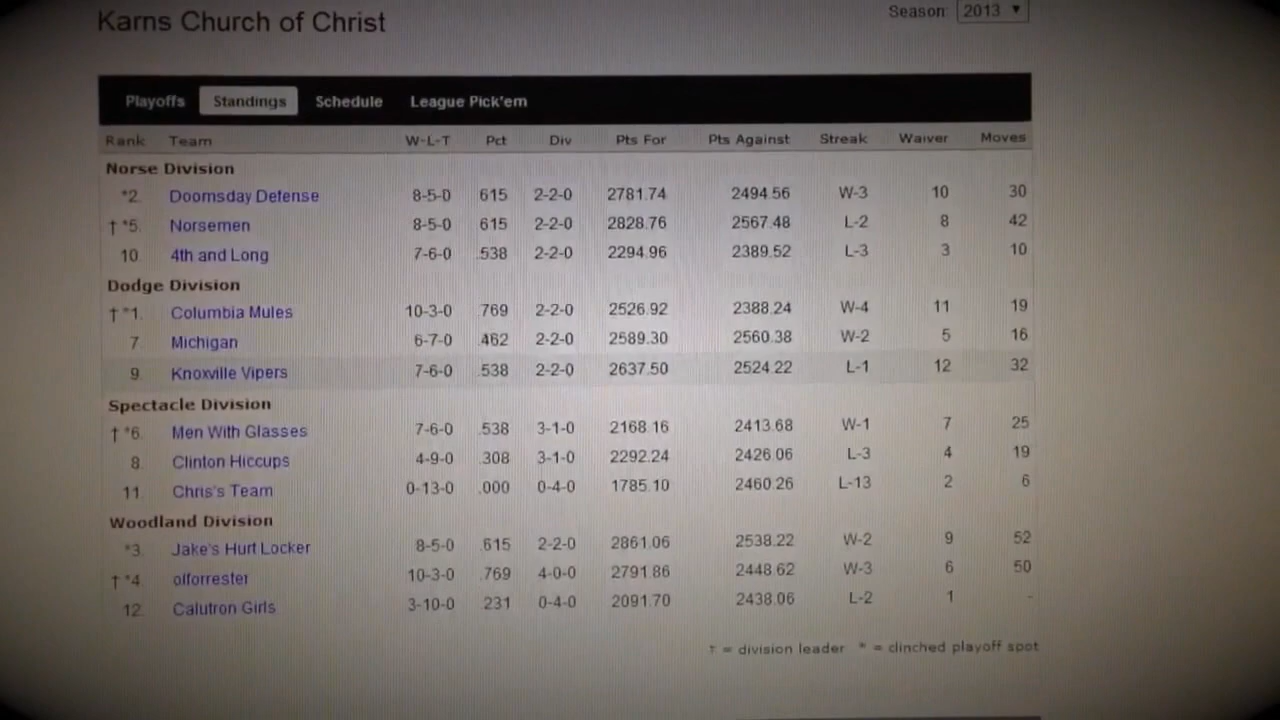 Karns Church of Christ Season: 2013 ▼
Playoffs Standings Schedule League Pick'em
Rank Team W-L-T Pct Div Pts For Pts Against Streak Waiver Moves
Norse Division
*2. Doomsday Defense 8-5-0 .615 2-2-0 2781.74 2494.56 W-3 10 30
† *5. Norsemen 8-5-0 .615 2-2-0 2828.76 2567.48 L-2 8 42
10. 4th and Long 7-6-0 .538 2-2-0 2294.96 2389.52 L-3 3 10
Dodge Division
† *1. Columbia Mules 10-3-0 .769 2-2-0 2526.92 2388.24 W-4 11 19
7. Michigan 6-7-0 .462 2-2-0 2589.30 2560.38 W-2 5 16
9. Knoxville Vipers 7-6-0 .538 2-2-0 2637.50 2524.22 L-1 12 32
Spectacle Division
† *6. Men With Glasses 7-6-0 .538 3-1-0 2168.16 2413.68 W-1 7 25
8. Clinton Hiccups 4-9-0 .308 3-1-0 2292.24 2426.06 L-3 4 19
11. Chris's Team 0-13-0 .000 0-4-0 1785.10 2460.26 L-13 2 6
Woodland Division
*3. Jake's Hurt Locker 8-5-0 .615 2-2-0 2861.06 2538.22 W-2 9 52
† *4. olforrester 10-3-0 .769 4-0-0 2791.86 2448.62 W-3 6 50
12. Calutron Girls 3-10-0 .231 0-4-0 2091.70 2438.06 L-2 1 -
† = division leader * = clinched playoff spot